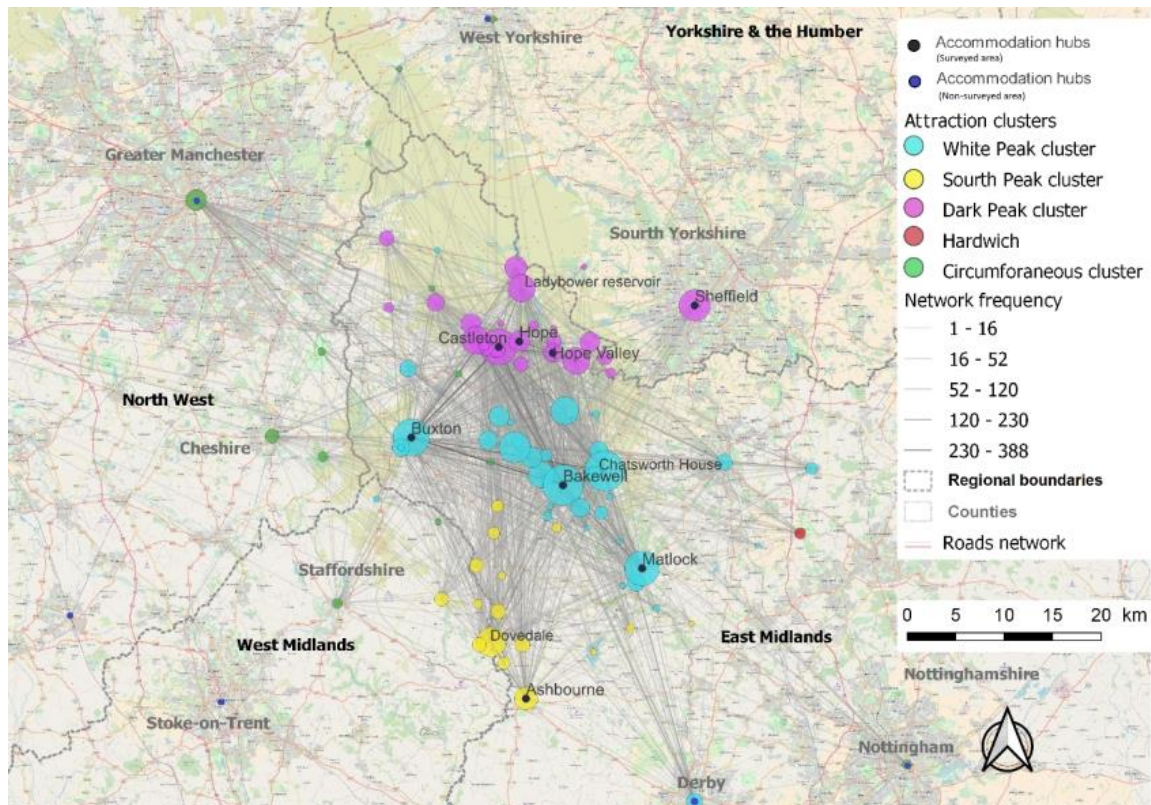 West Yorkshire
Yorkshire & the Humber
Greater Manchester
Sourth Yorkshire
Ladybower reservoir
Sheffield
Castleton
Hope
Hope Valley
North West
Buxton
Cheshire
Chatsworth House
Bakewell
Matlock
Staffordshire
West Midlands
Dovedale
East Midlands
Ashbourne
Stoke-on-Trent
Nottinghamshire
Nottingham
Derby
Accommodation hubs
(Surveyed area)
Accommodation hubs
(Non-surveyed area)
Attraction clusters
White Peak cluster
Sourth Peak cluster
Dark Peak cluster
Hardwich
Circumforaneous cluster
Network frequency
1 - 16
16 - 52
52 - 120
120 - 230
230 - 388
Regional boundaries
Counties
Roads network
0 5 10 15 20 km